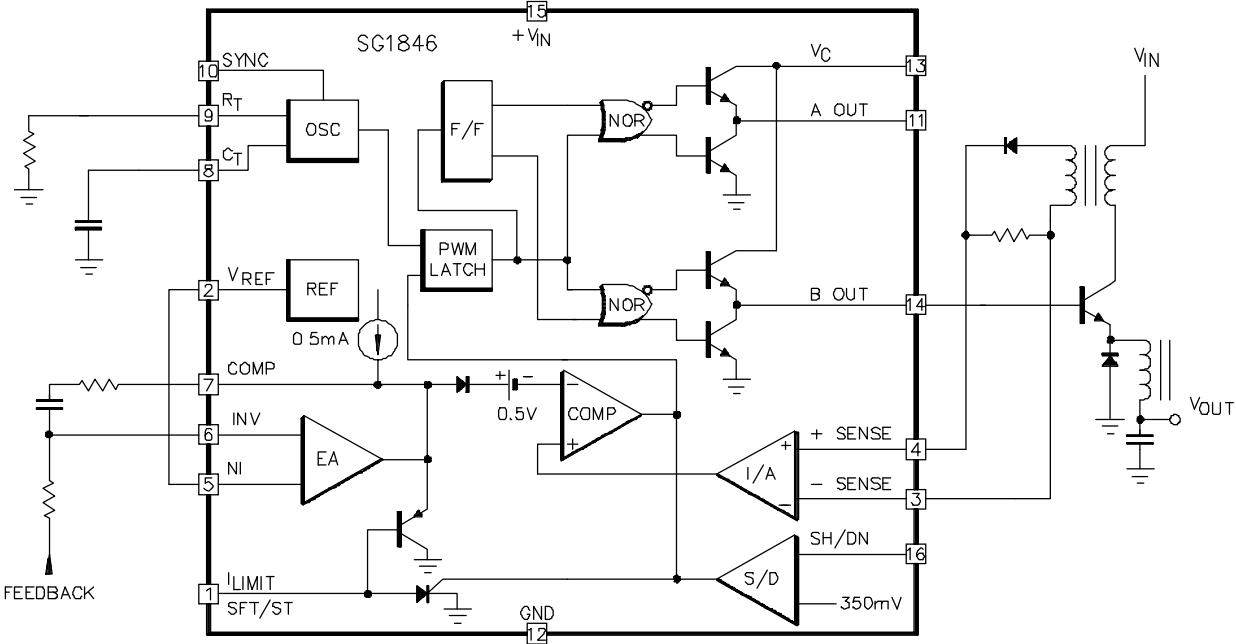 15
+VIN
SG1846
10 SYNC
VC 13
VIN
9 RT
OSC
F/F
NOR
A OUT 11
8 CT
PWM
LATCH
2 VREF
REF
NOR
B OUT 14
0 5mA
7 COMP
+ −
0.5V
−
COMP
+
VOUT
6 INV
EA
+ SENSE 4
+
I/A
−
5 NI
− SENSE 3
SH/DN 16
S/D
350mV
FEEDBACK
1 ILIMIT
SFT/ST
GND
12